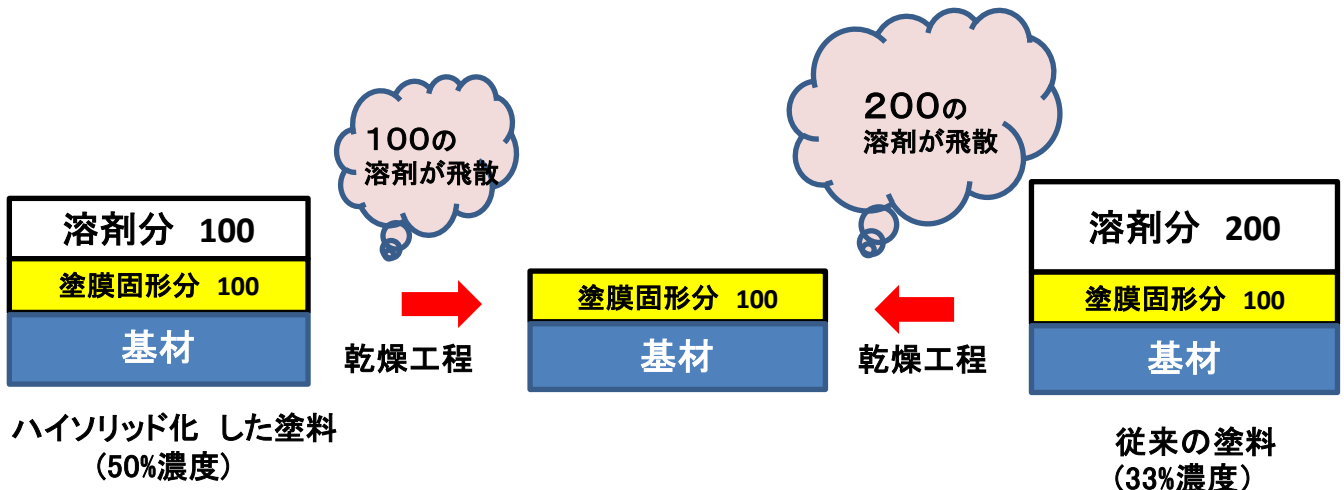 100の
溶剤が飛散
200の
溶剤が飛散
溶剤分 100
塗膜固形分 100
基材
乾燥工程
塗膜固形分 100
基材
乾燥工程
溶剤分 200
塗膜固形分 100
基材
ハイソリッド化 した塗料
(50%濃度)
従来の塗料
(33%濃度)